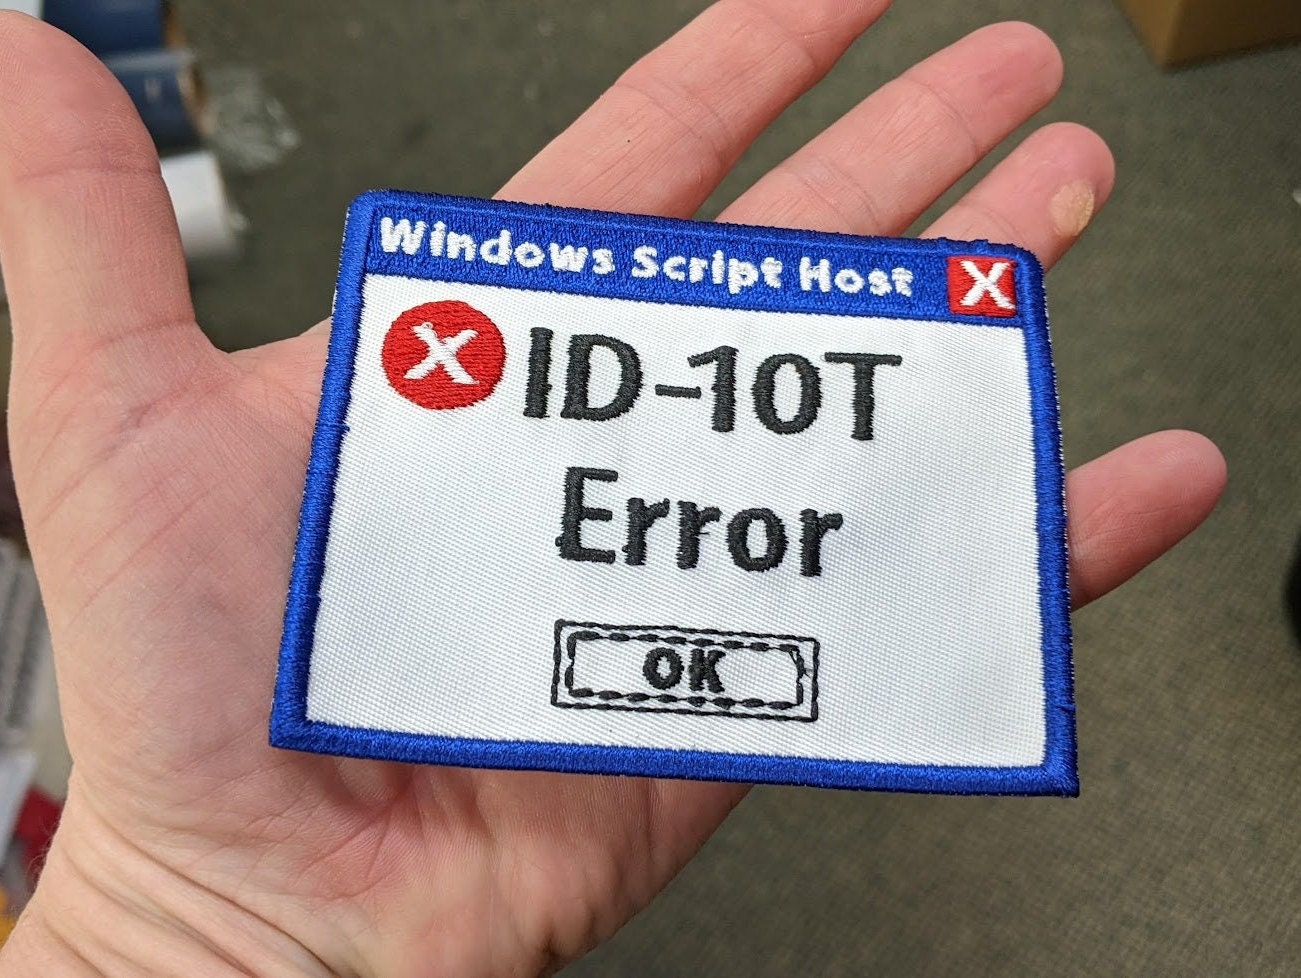 Windows Script Host X
X ID-10T
Error
OK